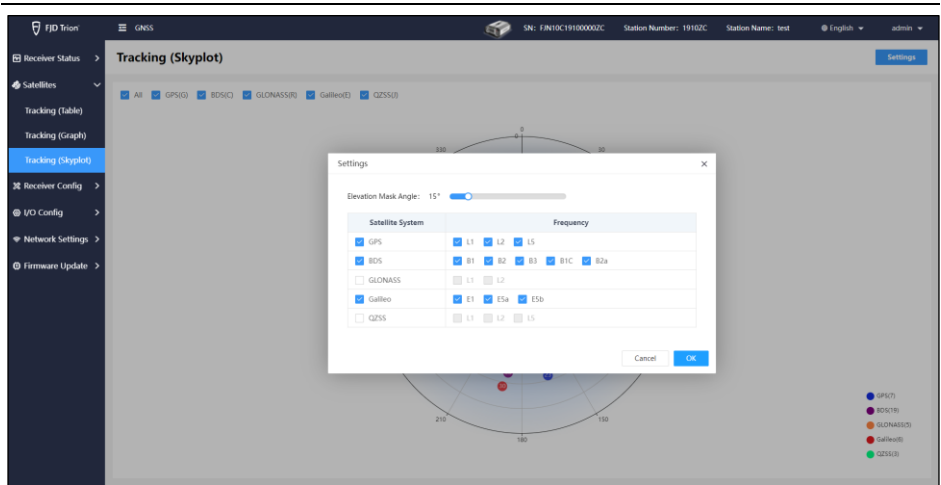 FJD Trion GNSS SN: FJN10C19100000ZC Station Number: 1910ZC Station Name: test English admin
Receiver Status Tracking (Skyplot) Settings
Satellites
All GPS(G) BDS(C) GLONASS(R) Galileo(E) QZSS(J)
Tracking (Table)
Tracking (Graph)
Tracking (Skyplot)
Receiver Config
I/O Config
Network Settings
Firmware Update
0
0
330 30
Settings
Elevation Mask Angle: 15°
Satellite System Frequency
GPS L1 L2 L5
BDS B1 B2 B3 B1C B2a
GLONASS L1 L2
Galileo E1 E5a E5b
QZSS L1 L2 L5
Cancel OK
210 150
180
GPS(7)
BDS(19)
GLONASS(5)
Galileo(8)
QZSS(3)